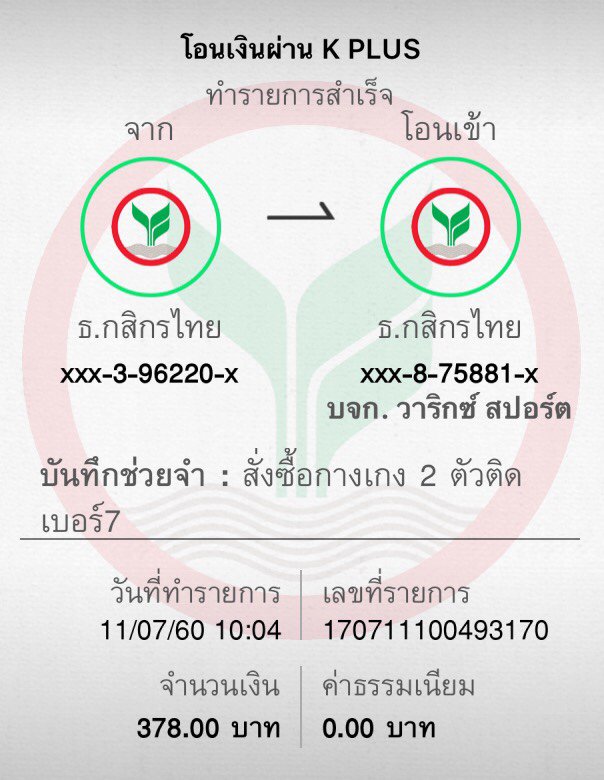 โอนเงินผ่าน K PLUS
ทำรายการสำเร็จ
จาก
โอนเข้า
ธ.กสิกรไทย
ธ.กสิกรไทย
xxx-3-96220-x
xxx-8-75881-x
บจก. วาริกซ์ สปอร์ต
บันทึกช่วยจำ : สั่งซื้อกางเกง 2 ตัวติด
เบอร์7
วันที่ทำรายการ
เลขที่รายการ
11/07/60 10:04
170711100493170
จำนวนเงิน
ค่าธรรมเนียม
378.00 บาท
0.00 บาท